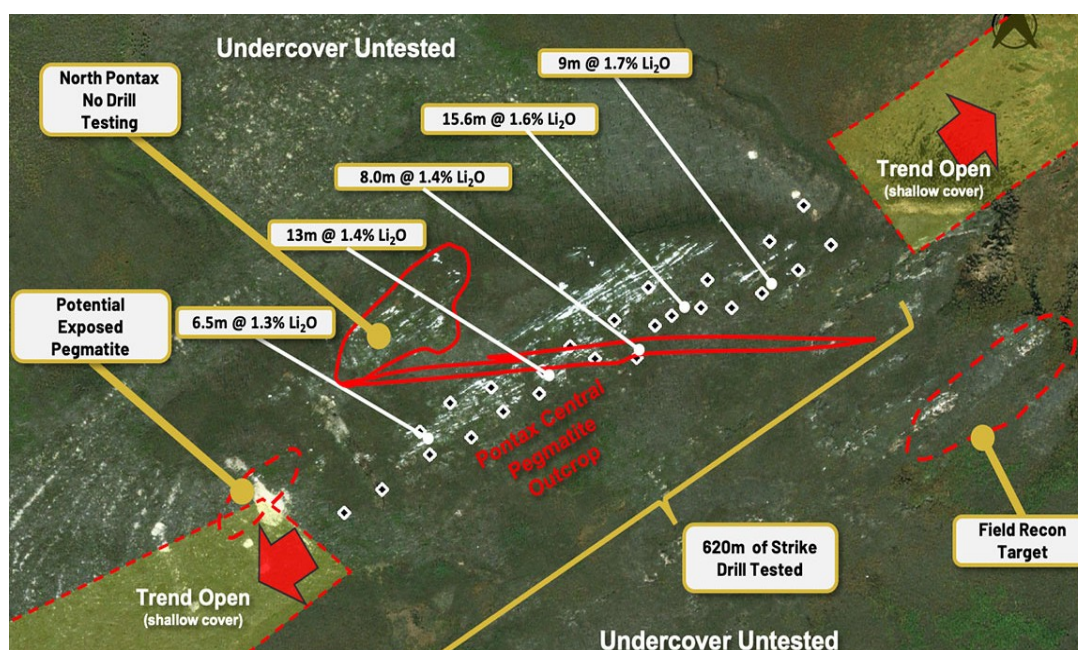 Undercover Untested
North Pontax
No Drill
Testing
9m @ 1.7% Li₂O
15.6m @ 1.6% Li₂O
8.0m @ 1.4% Li₂O
13m @ 1.4% Li₂O
6.5m @ 1.3% Li₂O
Trend Open
(shallow cover)
Potential
Exposed
Pegmatite
Pontax Central
Pegmatite
Outcrop
620m of Strike
Drill Tested
Field Recon
Target
Trend Open
(shallow cover)
Undercover Untested